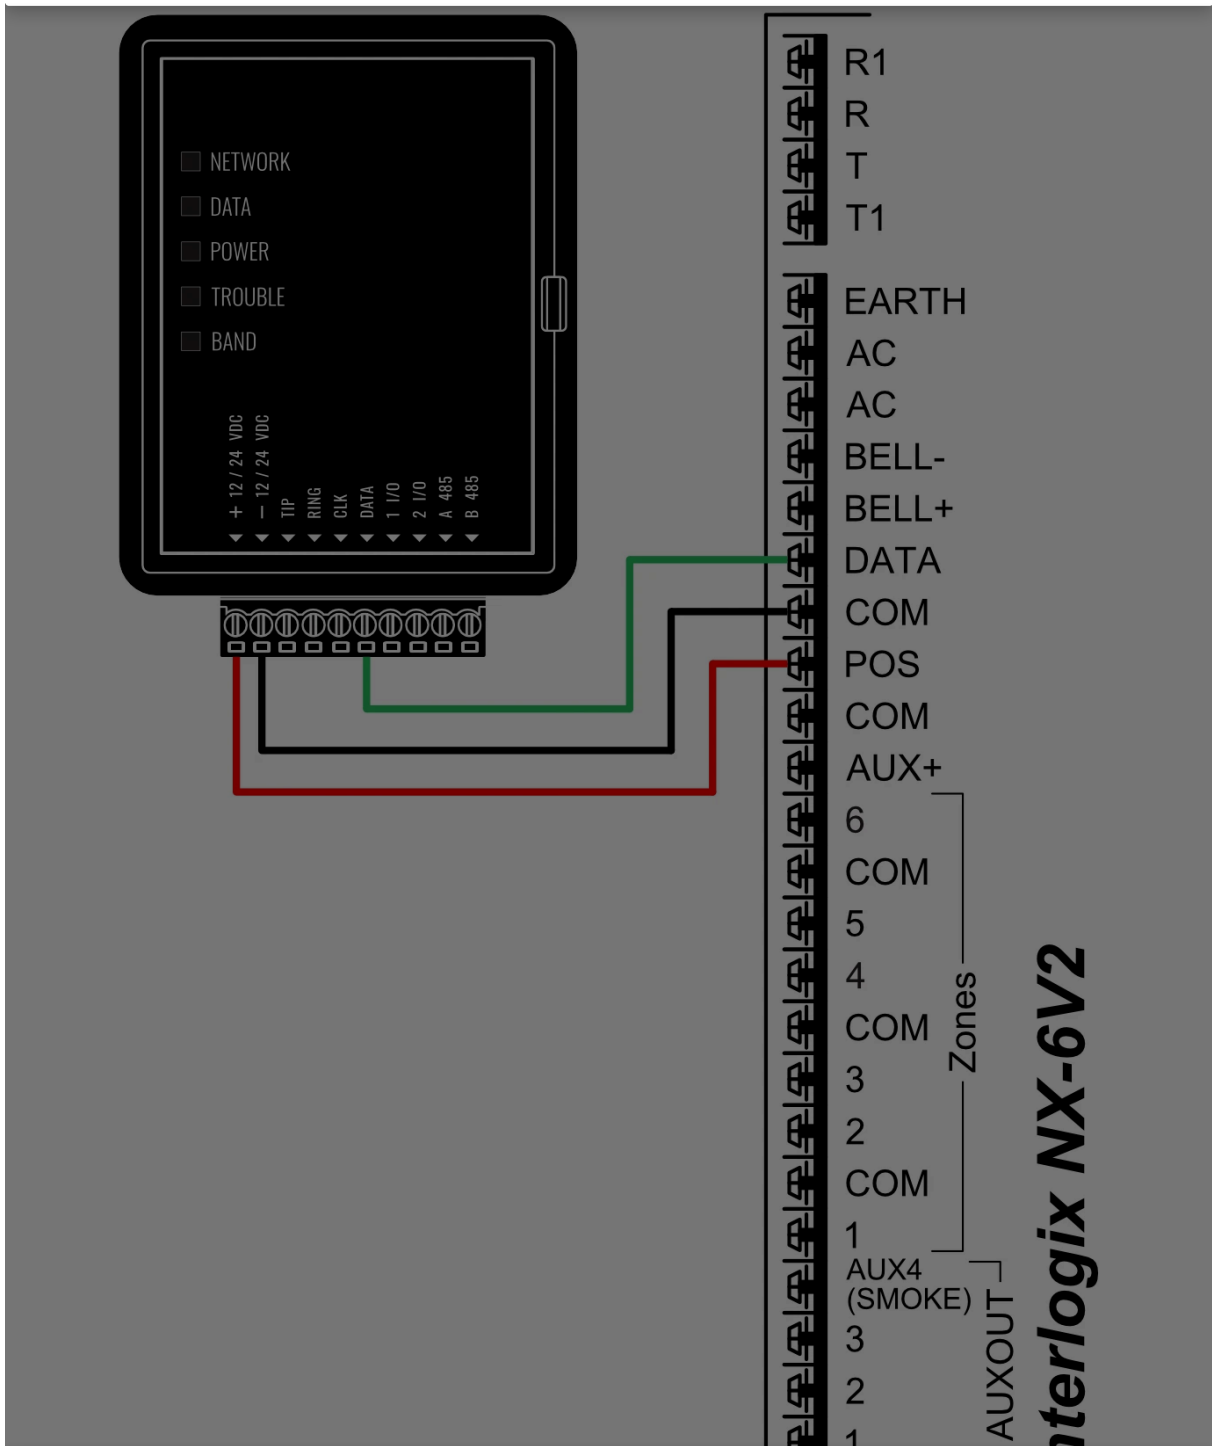 NETWORK
DATA
POWER
TROUBLE
BAND
+ 12 / 24 VDC
— 12 / 24 VDC
TIP
RING
CLK
DATA
1 I/O
2 I/O
A 485
B 485
R1
R
T
T1
EARTH
AC
AC
BELL-
BELL+
DATA
COM
POS
COM
AUX+
6
COM
5
4
COM
3
2
COM
1
Zones
AUX4
(SMOKE)
3
2
1
AUXOUT
nterlogix NX-6V2